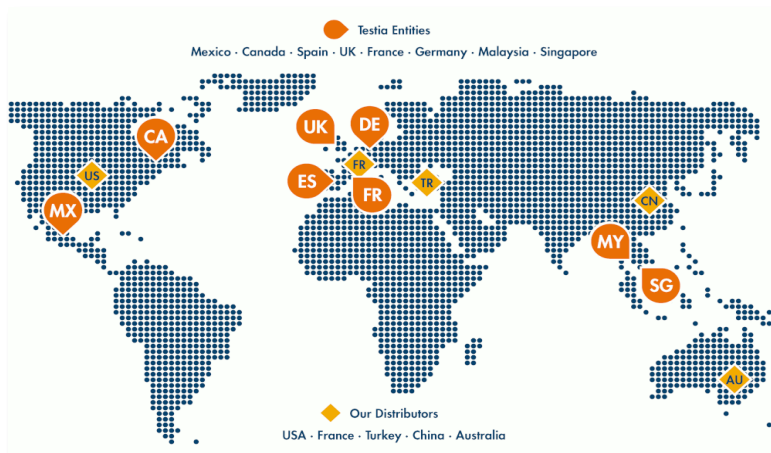 Testia Entities
Mexico · Canada · Spain · UK · France · Germany · Malaysia · Singapore
UK
DE
CA
FR
US
ES
TR
FR
CN
MX
MY
SG
AU
Our Distributors
USA · France · Turkey · China · Australia